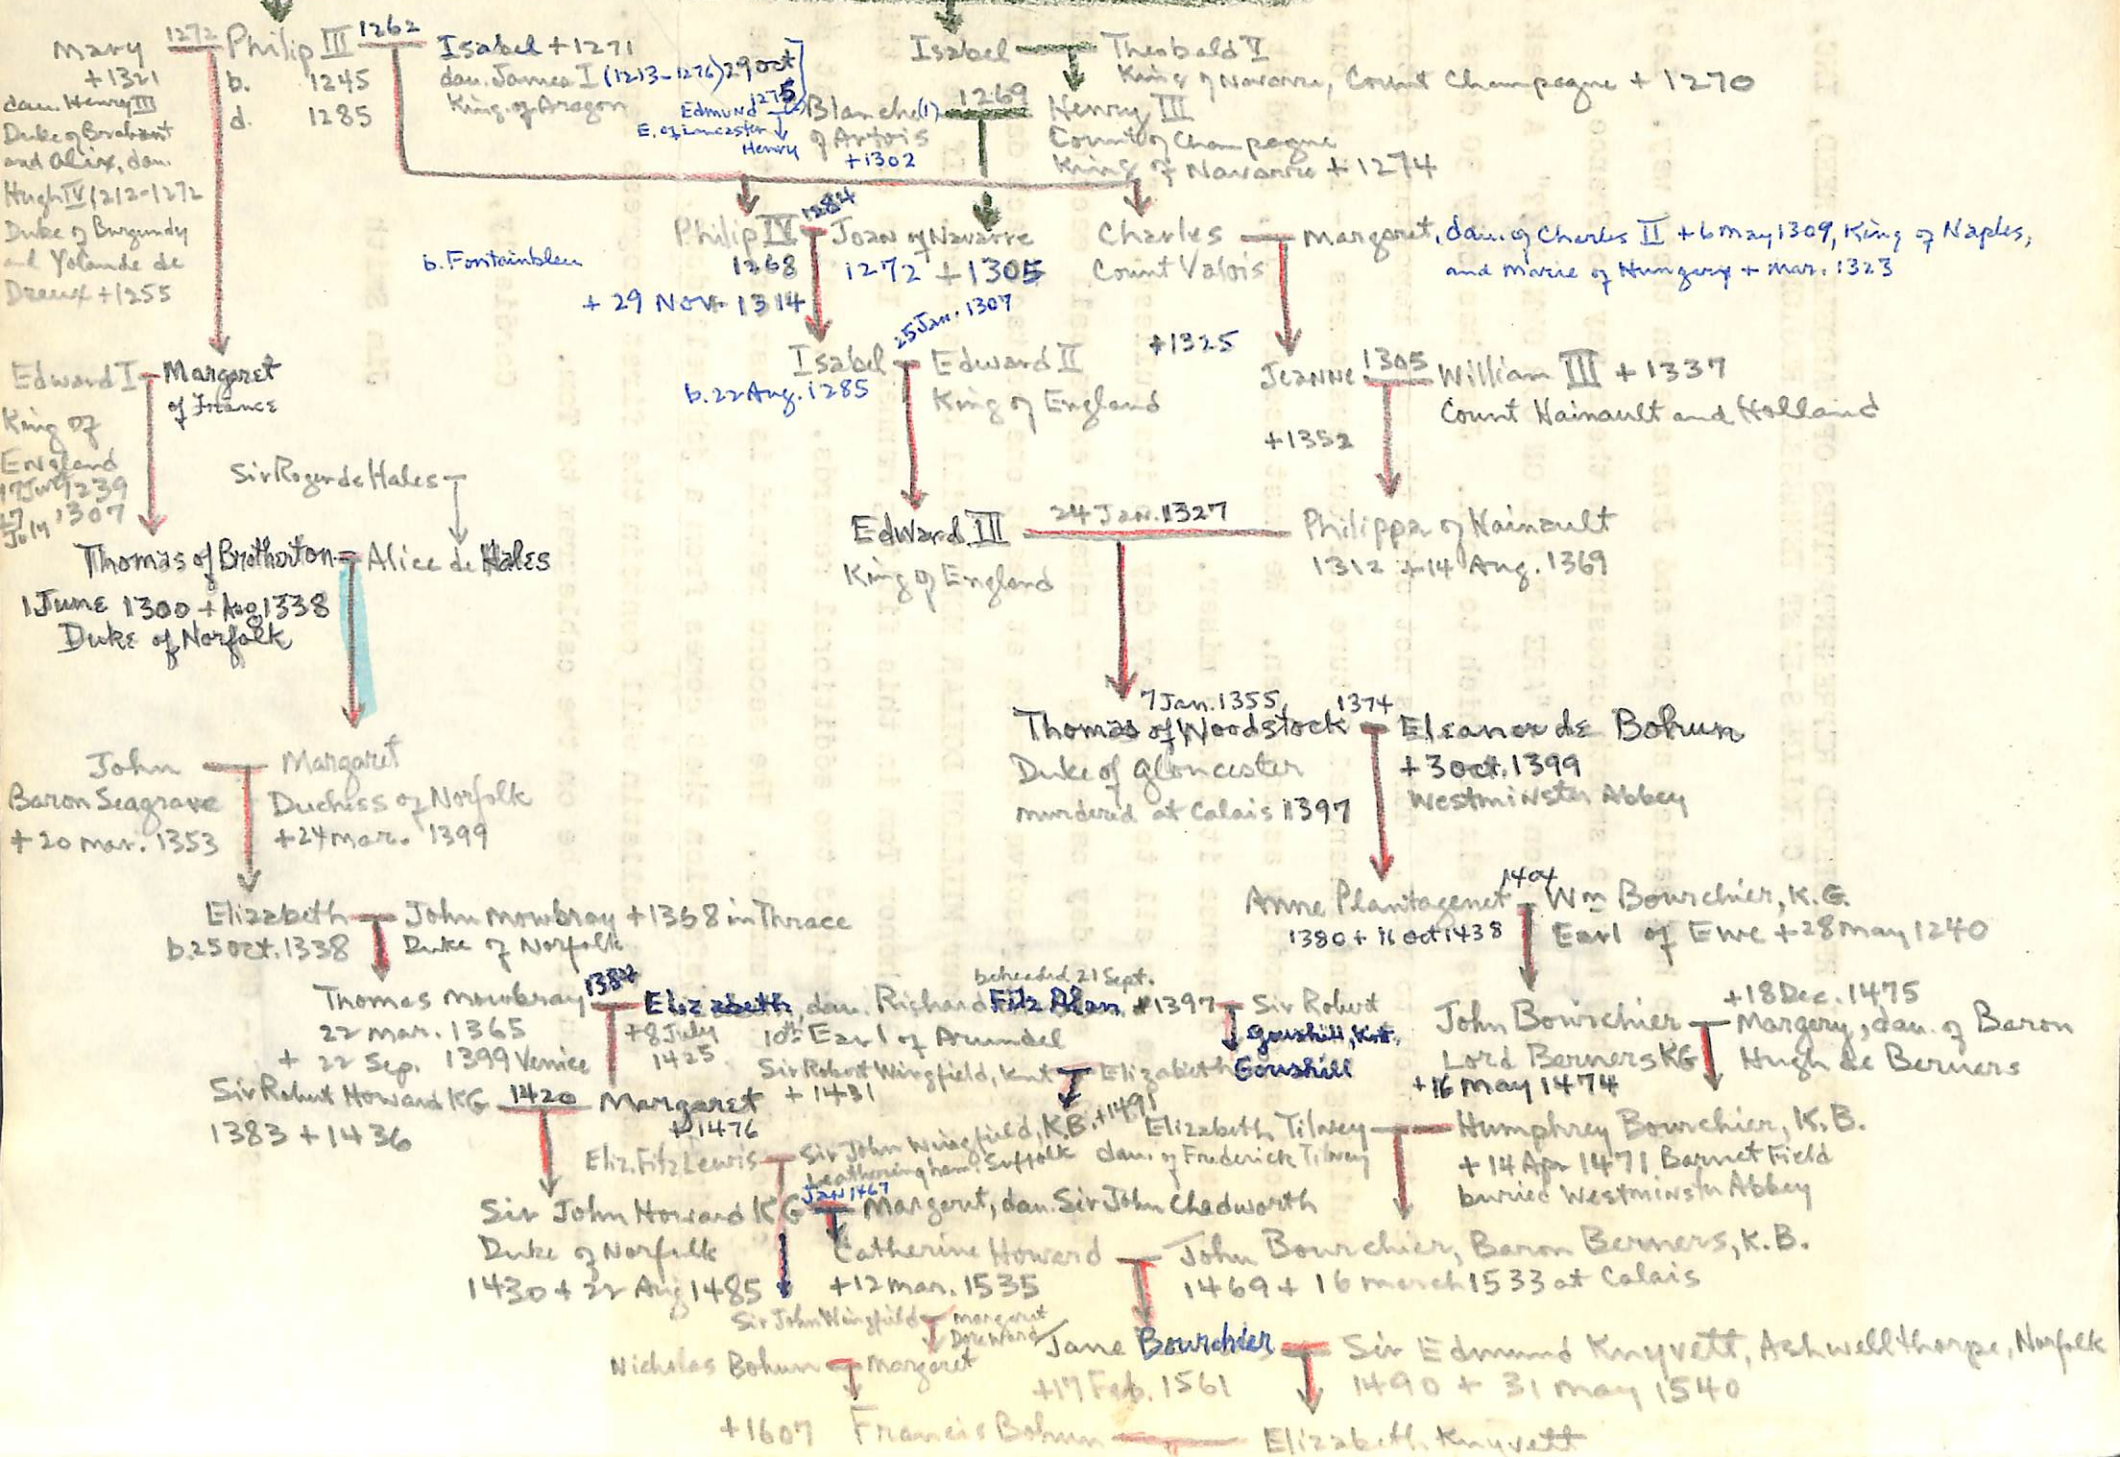 Mary 1272 Philip III 1262 Isabel +1271
+1321 b. 1245 dau. James I (1213-1276) 29 Oct
dau. Henry III d. 1285 King of Aragon 1275
Duke of Brabant
and Alix, dau.
Hugh IV 1212-1272
Duke of Burgundy
and Yolande de
Dreux +1255
Isabel Theobald V
King of Navarre, Count Champagne + 1270
Edmund (2) Blanche (1) 1269 Henry III
E. of Lancaster of Artois Count of Champagne
Henry +1302 King of Navarre + 1274
Philip IV 1284 Joan of Navarre Charles Margaret, dau. of Charles II + 6 May 1309, King of Naples,
b. Fontainbleu 1268 1272 + 1305 Count Valois and Marie of Hungary + Mar. 1323
+ 29 Nov 1314
+1325
Isabel 25 Jan. 1307 Edward II
b. 22 Aug. 1285 King of England
Jeanne 1305 William III + 1337
+1352 Count Hainault and Holland
Edward I Margaret
King of of France
England
17 Jun 1239
+7 July 1307
Sir Roger de Hales
Edward III 24 Jan. 1327 Philippa of Hainault
King of England 1312 + 14 Aug. 1369
Thomas of Brotherton = Alice de Hales
1 June 1300 + Aug 1338
Duke of Norfolk
7 Jan. 1355
Thomas of Woodstock 1374 Eleanor de Bohun
Duke of Gloucester + 3 Oct. 1399
murdered at Calais 1397 Westminster Abbey
John Margaret
Baron Seagrave Duchess of Norfolk
+ 20 Mar. 1353 +24 Mar. 1399
Anne Plantagenet 1404 Wm Bourchier, K.G.
1380 + 16 Oct 1438 Earl of Ewe +28 May 1240
Elizabeth John Mowbray +1368 in Thrace
b. 25 Oct. 1338 Duke of Norfolk
beheaded 21 Sept.
Thomas Mowbray 1384 Elizabeth, dau. Richard Fitz Alan 1397 Sir Robert
22 Mar. 1365 +8 July 10th Earl of Arundel Goushill, Knt.
+ 22 Sep. 1399 Venice 1425
Sir Robert Wingfield, Knt Elizabeth Goushill
+ 1431
+18 Dec. 1475
John Bourchier Margery, dau. of Baron
Lord Berners KG Hugh de Berners
+16 May 1474
Sir Robert Howard KG 1420 Margaret
1383 + 1436 +1476
Eliz. FitzLewis Sir John Wingfield, K.B. +1491
Leatheringham, Suffolk
Elizabeth Tilney Humphrey Bourchier, K.B.
dau. of Frederick Tilney + 14 Apr 1471 Barnet Field
buried Westminster Abbey
Sir John Howard KG Jan 1467 Margaret, dau. Sir John Chadworth
Duke of Norfolk
1430 + 22 Aug 1485
Catherine Howard John Bourchier, Baron Berners, K.B.
+12 Mar. 1535 1469 + 16 March 1533 at Calais
Sir John Wingfield Margaret
Doreward
Jane Bourchier Sir Edmund Knyvett, Ashwellthorpe, Norfolk
+17 Feb. 1561 1490 + 31 May 1540
Nicholas Bohun Margaret
+1607 Francis Bohun Elizabeth Knyvett